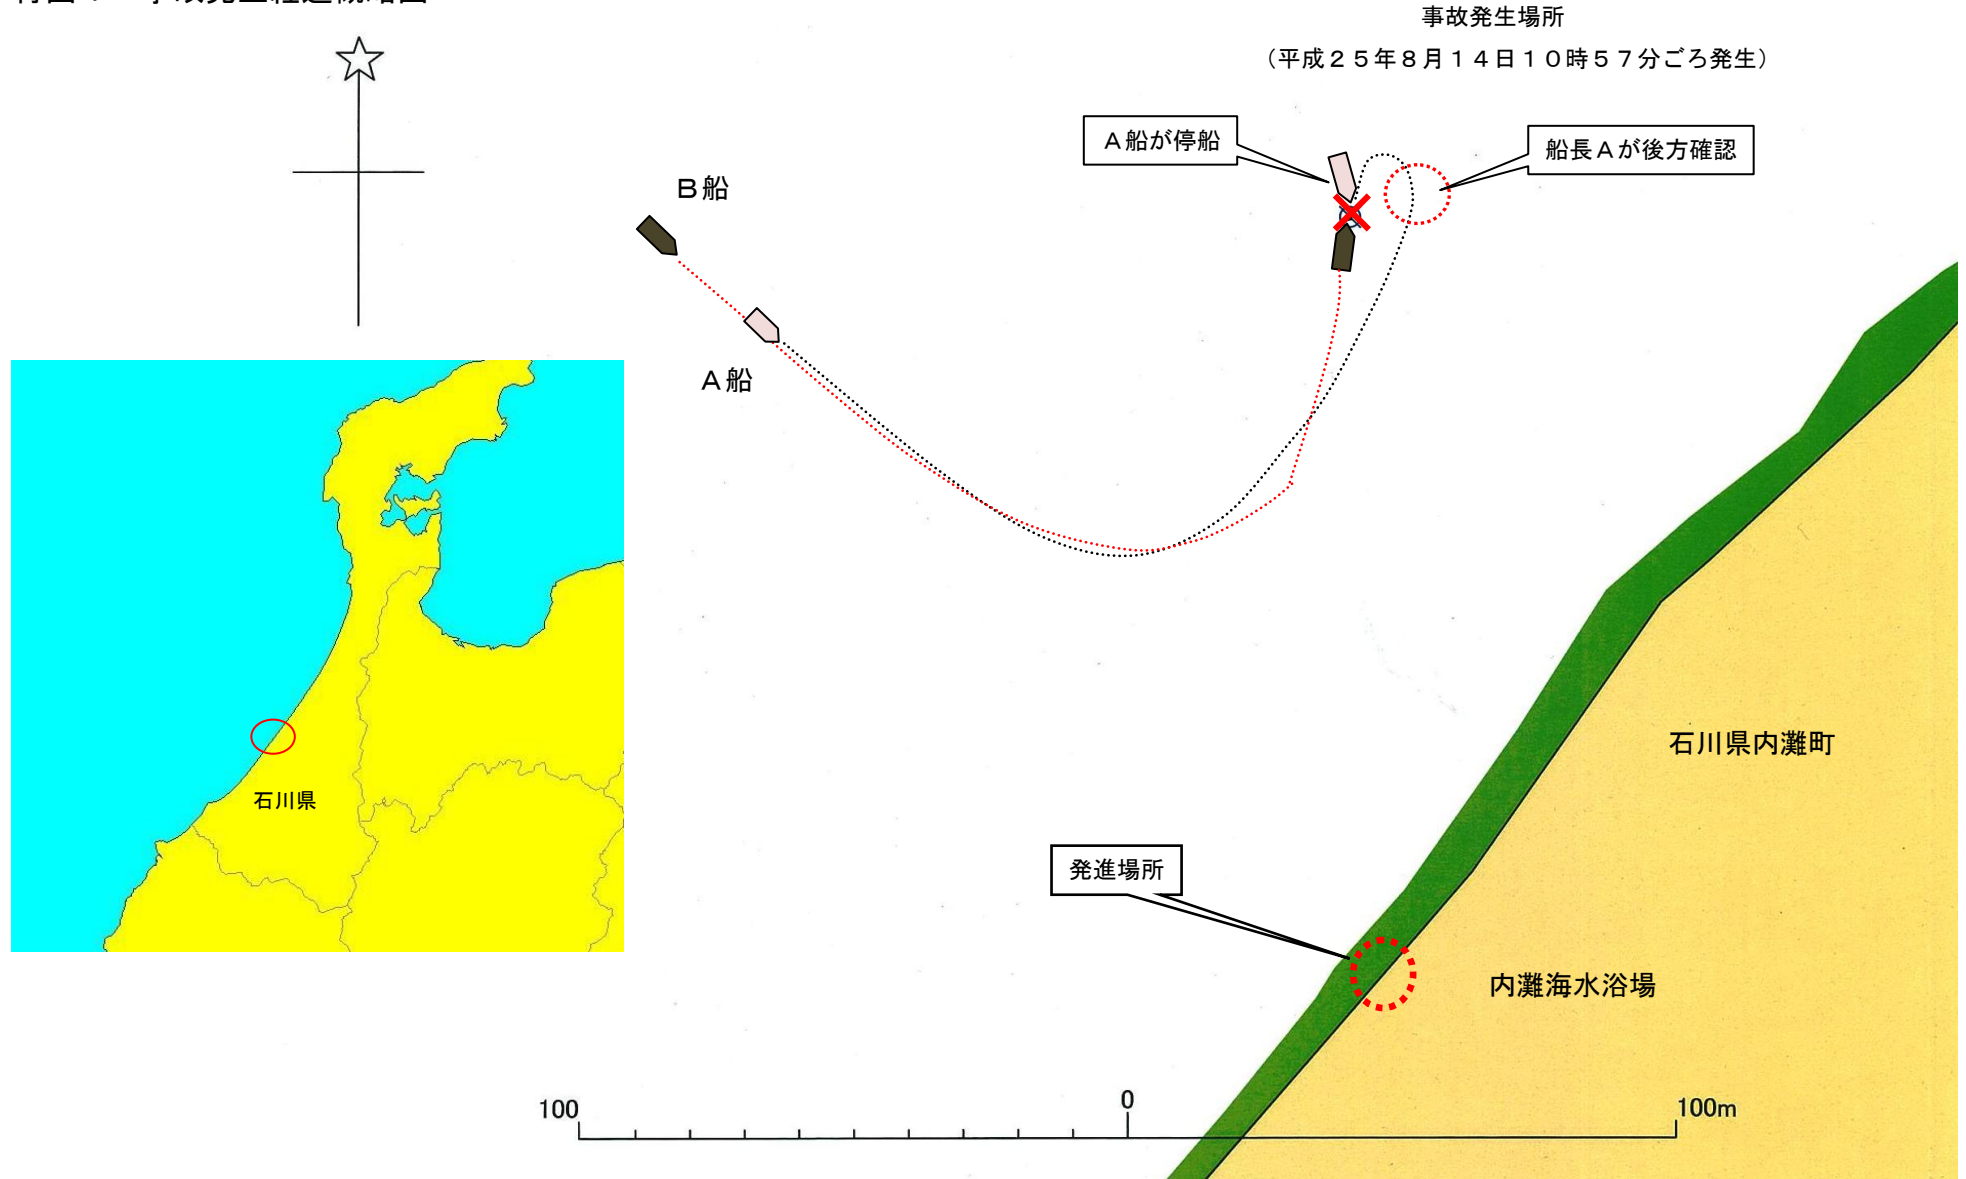 事故発生場所
（平成２５年８月１４日１０時５７分ごろ発生）
Ａ船が停船
船長Ａが後方確認
Ｂ船
Ａ船
石川県
石川県内灘町
発進場所
内灘海水浴場
100
0
100m